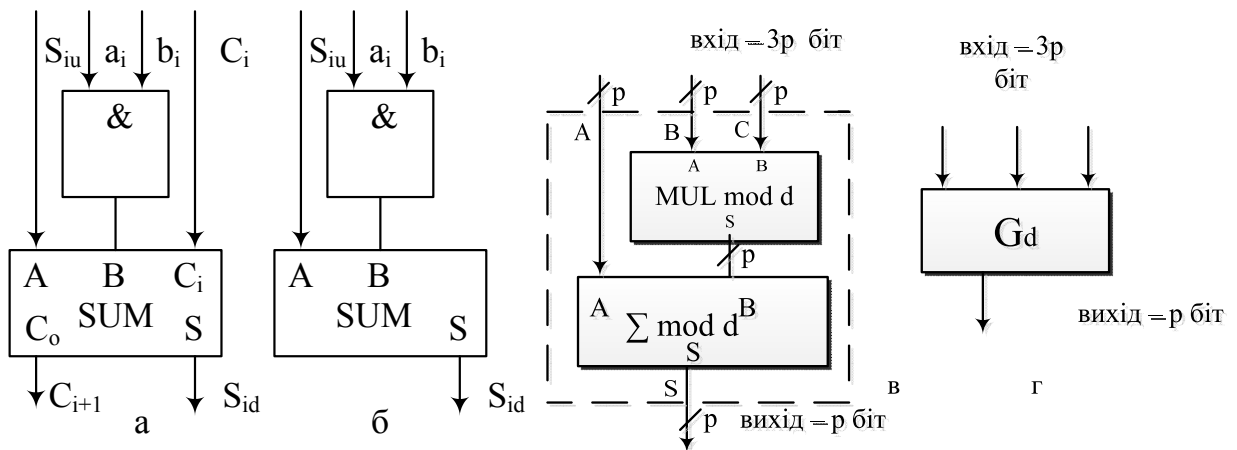 S_iu a_i b_i C_i
&
A B C_i
SUM
C_o S
C_i+1 S_id
а
S_iu a_i b_i
&
A B
SUM
S
S_id
б
вхід – 3p біт
p p p
A B C
A B
MUL mod d
S
p
A B
∑ mod d
S
S
p вихід – p біт
в
вхід – 3p
біт
Gd
вихід – p біт
г